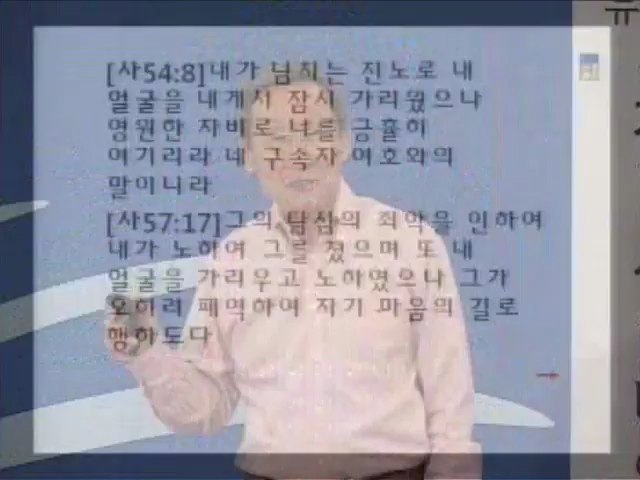 [사54:8]내가 넘치는 진노로 내
얼굴을 네게서 잠시 가리웠으나
영원한 자비로 너를 긍휼히
여기리라 네 구속자 여호와의
말이니라
[사57:17]그의 탐심의 죄악을 인하여
내가 노하여 그를 쳤으며 또 내
얼굴을 가리우고 노하였으나 그가
오히려 패역하여 자기 마음의 길로
행하도다